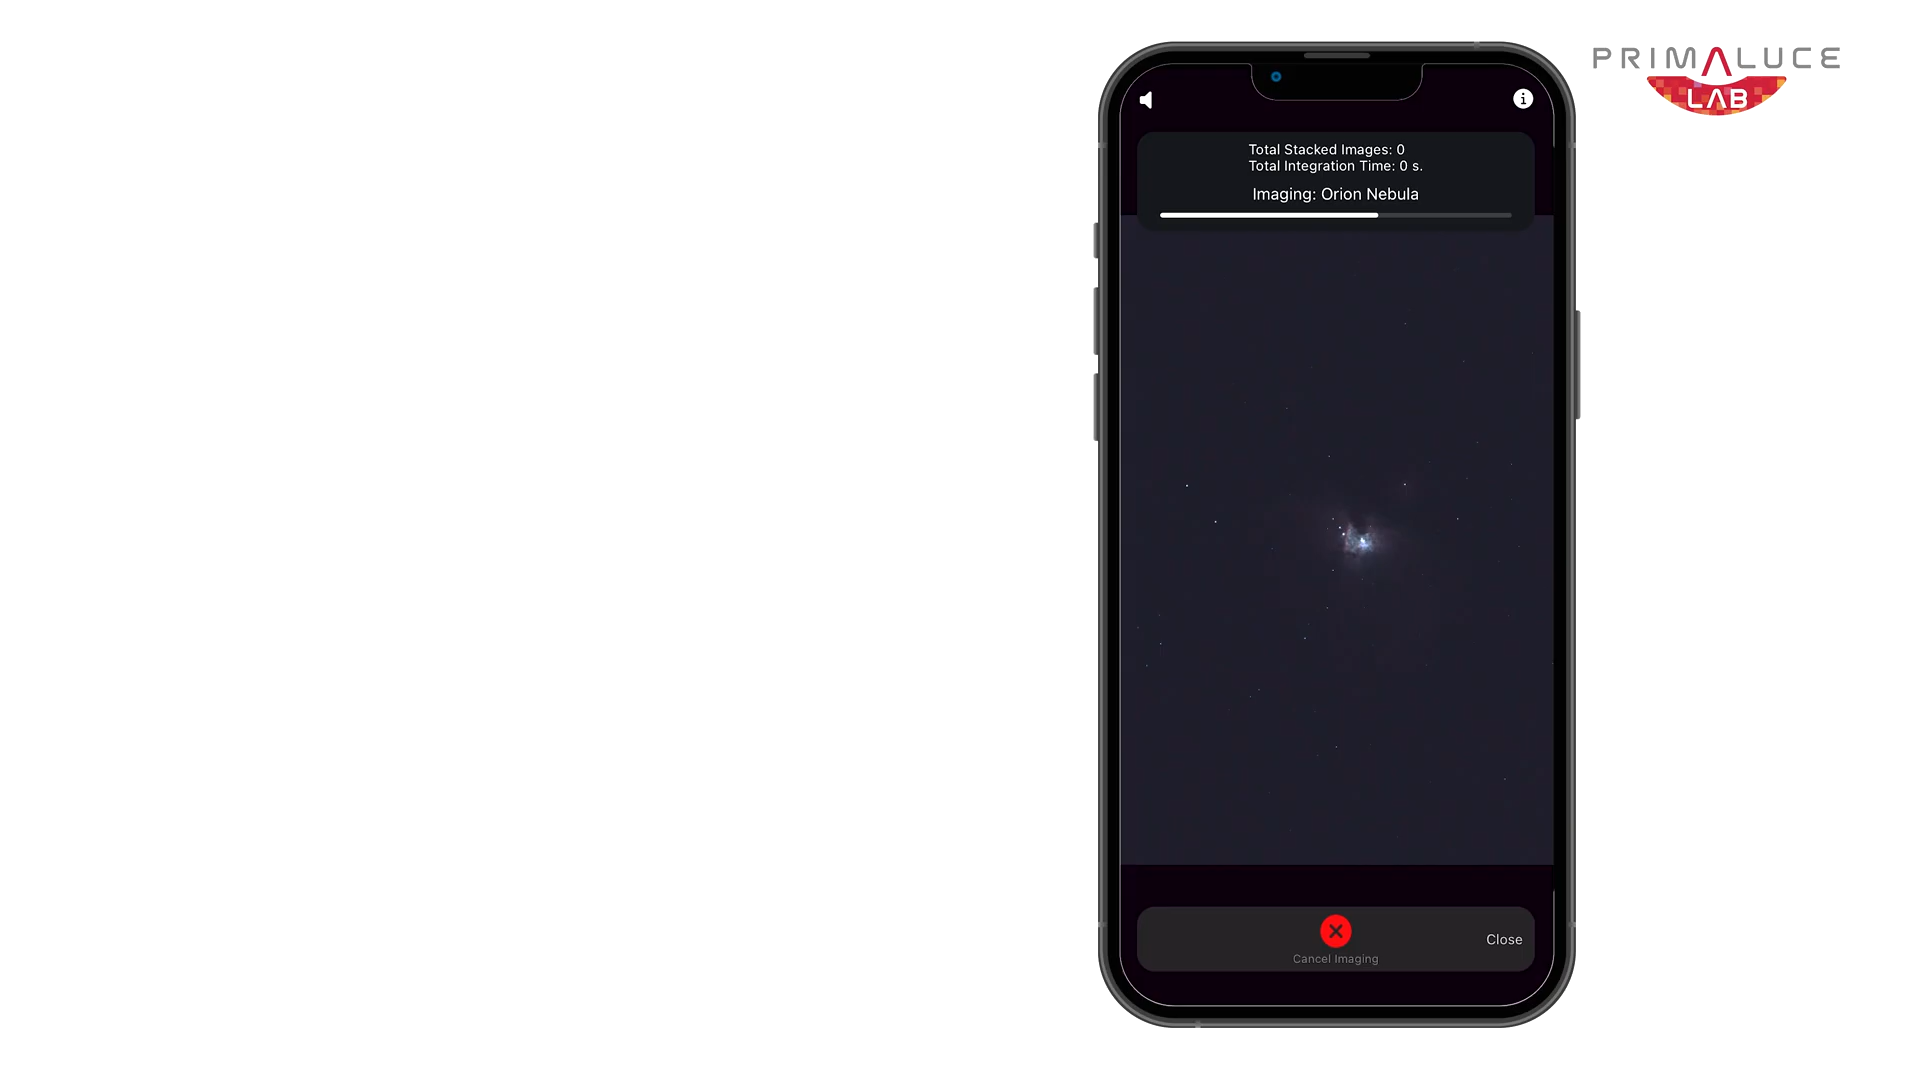 PRIMALUCE
LAB
Total Stacked Images: 0
Total Integration Time: 0 s.
Imaging: Orion Nebula
Close
Cancel Imaging